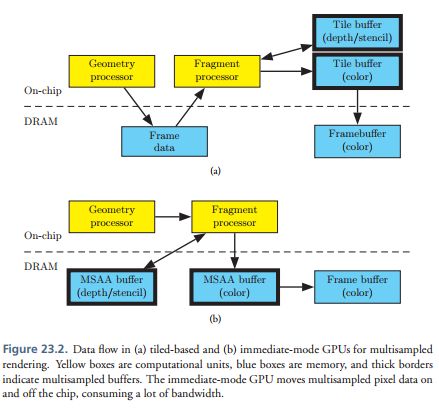 Tile buffer
(depth/stencil)
Geometry
processor
Fragment
processor
Tile buffer
(color)
On-chip
DRAM
Frame
data
Framebuffer
(color)
(a)
Geometry
processor
Fragment
processor
On-chip
DRAM
MSAA buffer
(depth/stencil)
MSAA buffer
(color)
Frame buffer
(color)
(b)
Figure 23.2. Data flow in (a) tiled-based and (b) immediate-mode GPUs for multisampled
rendering. Yellow boxes are computational units, blue boxes are memory, and thick borders
indicate multisampled buffers. The immediate-mode GPU moves multisampled pixel data on
and off the chip, consuming a lot of bandwidth.